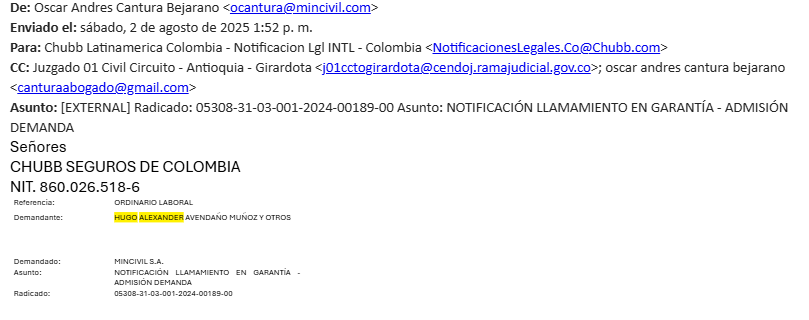 De: Oscar Andres Cantura Bejarano <ocantura@mincivil.com>
Enviado el: sábado, 2 de agosto de 2025 1:52 p. m.
Para: Chubb Latinamerica Colombia - Notificacion Lgl INTL - Colombia <NotificacionesLegales.Co@Chubb.com>
CC: Juzgado 01 Civil Circuito - Antioquia - Girardota <j01cctogirardota@cendoj.ramajudicial.gov.co>; oscar andres cantura bejarano
<canturaabogado@gmail.com>
Asunto: [EXTERNAL] Radicado: 05308-31-03-001-2024-00189-00 Asunto: NOTIFICACIÓN LLAMAMIENTO EN GARANTÍA - ADMISIÓN
DEMANDA
Señores
CHUBB SEGUROS DE COLOMBIA
NIT. 860.026.518-6
Referencia: ORDINARIO LABORAL
Demandante: HUGO ALEXANDER AVENDAÑO MUÑOZ Y OTROS
Demandado: MINCIVIL S.A.
Asunto: NOTIFICACIÓN LLAMAMIENTO EN GARANTÍA -
ADMISIÓN DEMANDA
Radicado: 05308-31-03-001-2024-00189-00